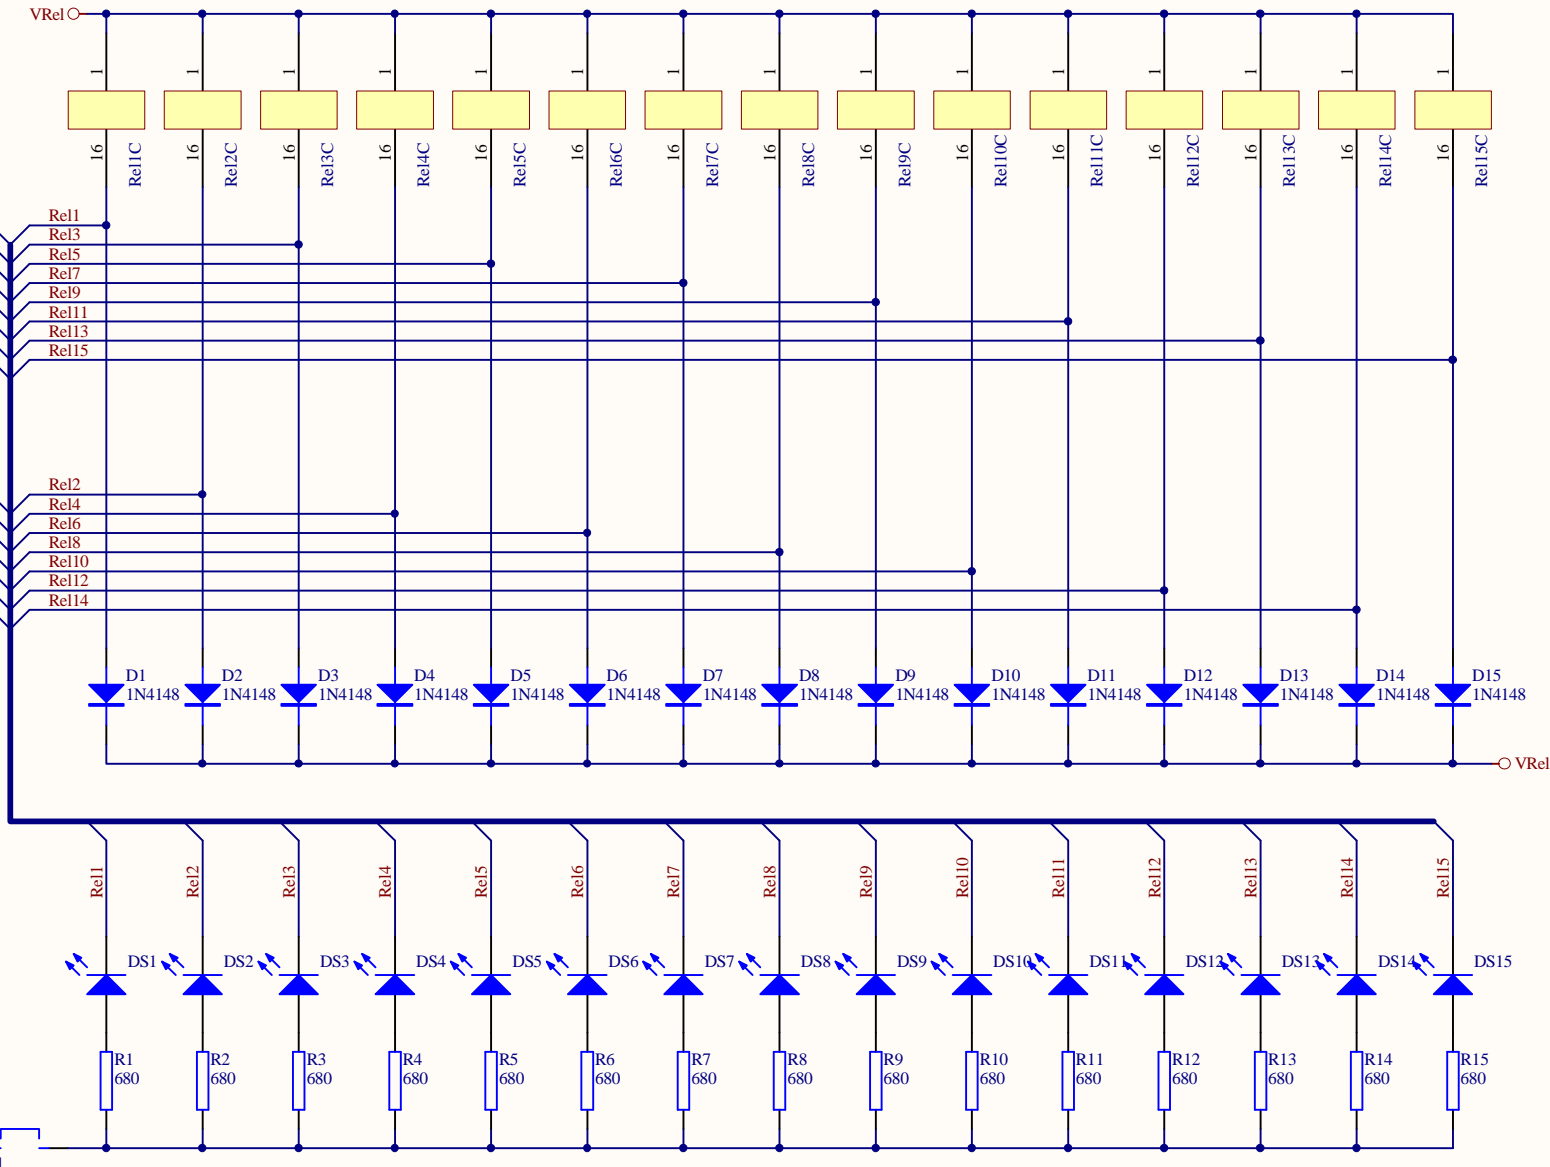 VRel
1 1 1 1 1 1 1 1 1 1 1 1 1 1 1
16 16 16 16 16 16 16 16 16 16 16 16 16 16 16
Rel1C Rel2C Rel3C Rel4C Rel5C Rel6C Rel7C Rel8C Rel9C Rel10C Rel11C Rel12C Rel13C Rel14C Rel15C
Rel1
Rel3
Rel5
Rel7
Rel9
Rel11
Rel13
Rel15
Rel2
Rel4
Rel6
Rel8
Rel10
Rel12
Rel14
D1 D2 D3 D4 D5 D6 D7 D8 D9 D10 D11 D12 D13 D14 D15
1N4148 1N4148 1N4148 1N4148 1N4148 1N4148 1N4148 1N4148 1N4148 1N4148 1N4148 1N4148 1N4148 1N4148 1N4148
VRel
Rel1 Rel2 Rel3 Rel4 Rel5 Rel6 Rel7 Rel8 Rel9 Rel10 Rel11 Rel12 Rel13 Rel14 Rel15
DS1 DS2 DS3 DS4 DS5 DS6 DS7 DS8 DS9 DS10 DS11 DS12 DS13 DS14 DS15
R1 R2 R3 R4 R5 R6 R7 R8 R9 R10 R11 R12 R13 R14 R15
680 680 680 680 680 680 680 680 680 680 680 680 680 680 680